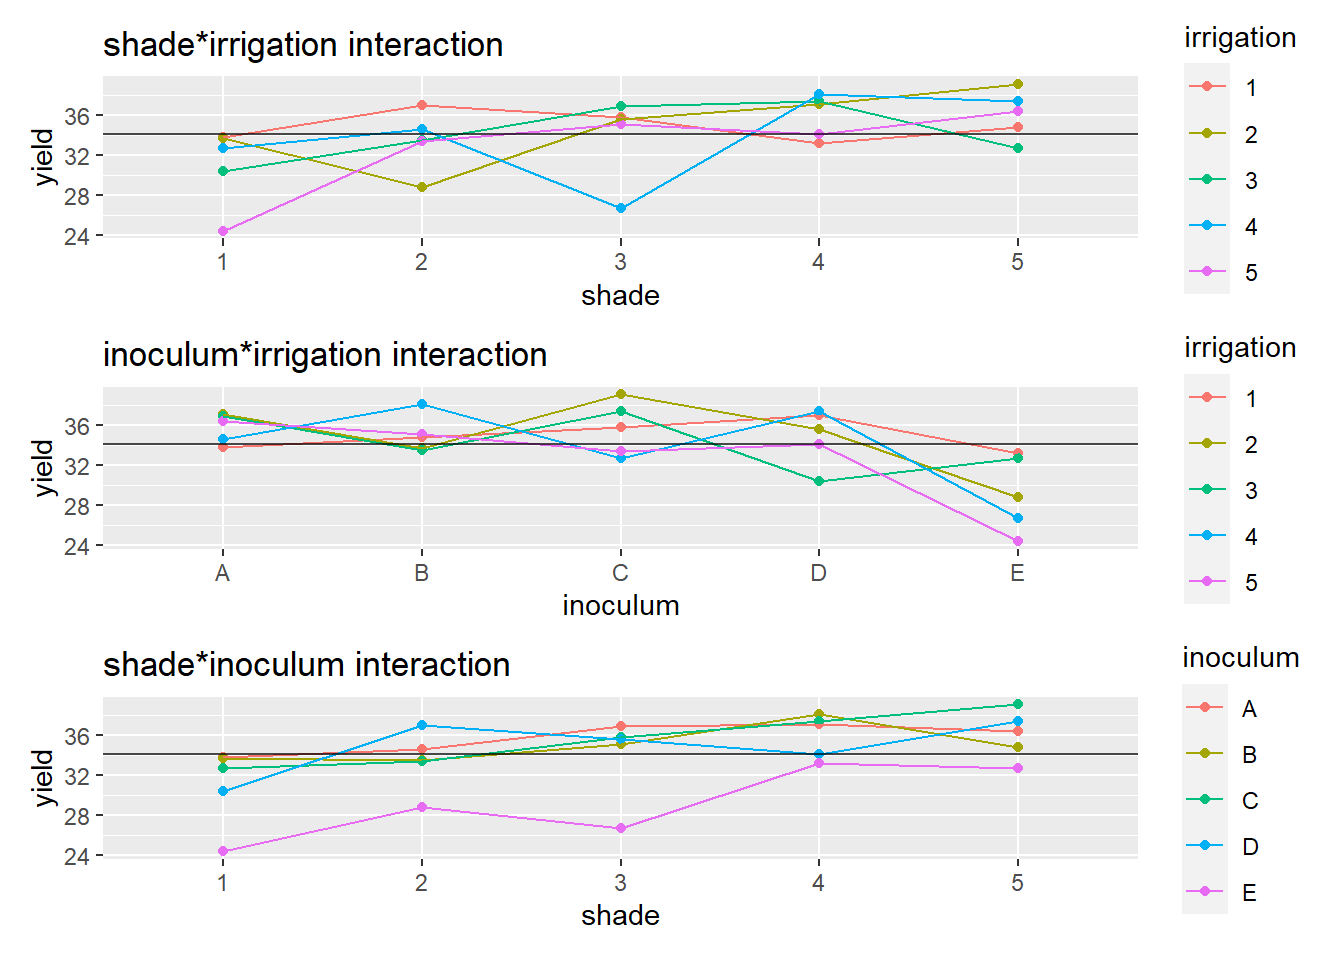 shade*irrigation interaction
yield
36
32
28
24
1 2 3 4 5
shade
irrigation
1
2
3
4
5
inoculum*irrigation interaction
yield
36
32
28
24
A B C D E
inoculum
irrigation
1
2
3
4
5
shade*inoculum interaction
yield
36
32
28
24
1 2 3 4 5
shade
inoculum
A
B
C
D
E